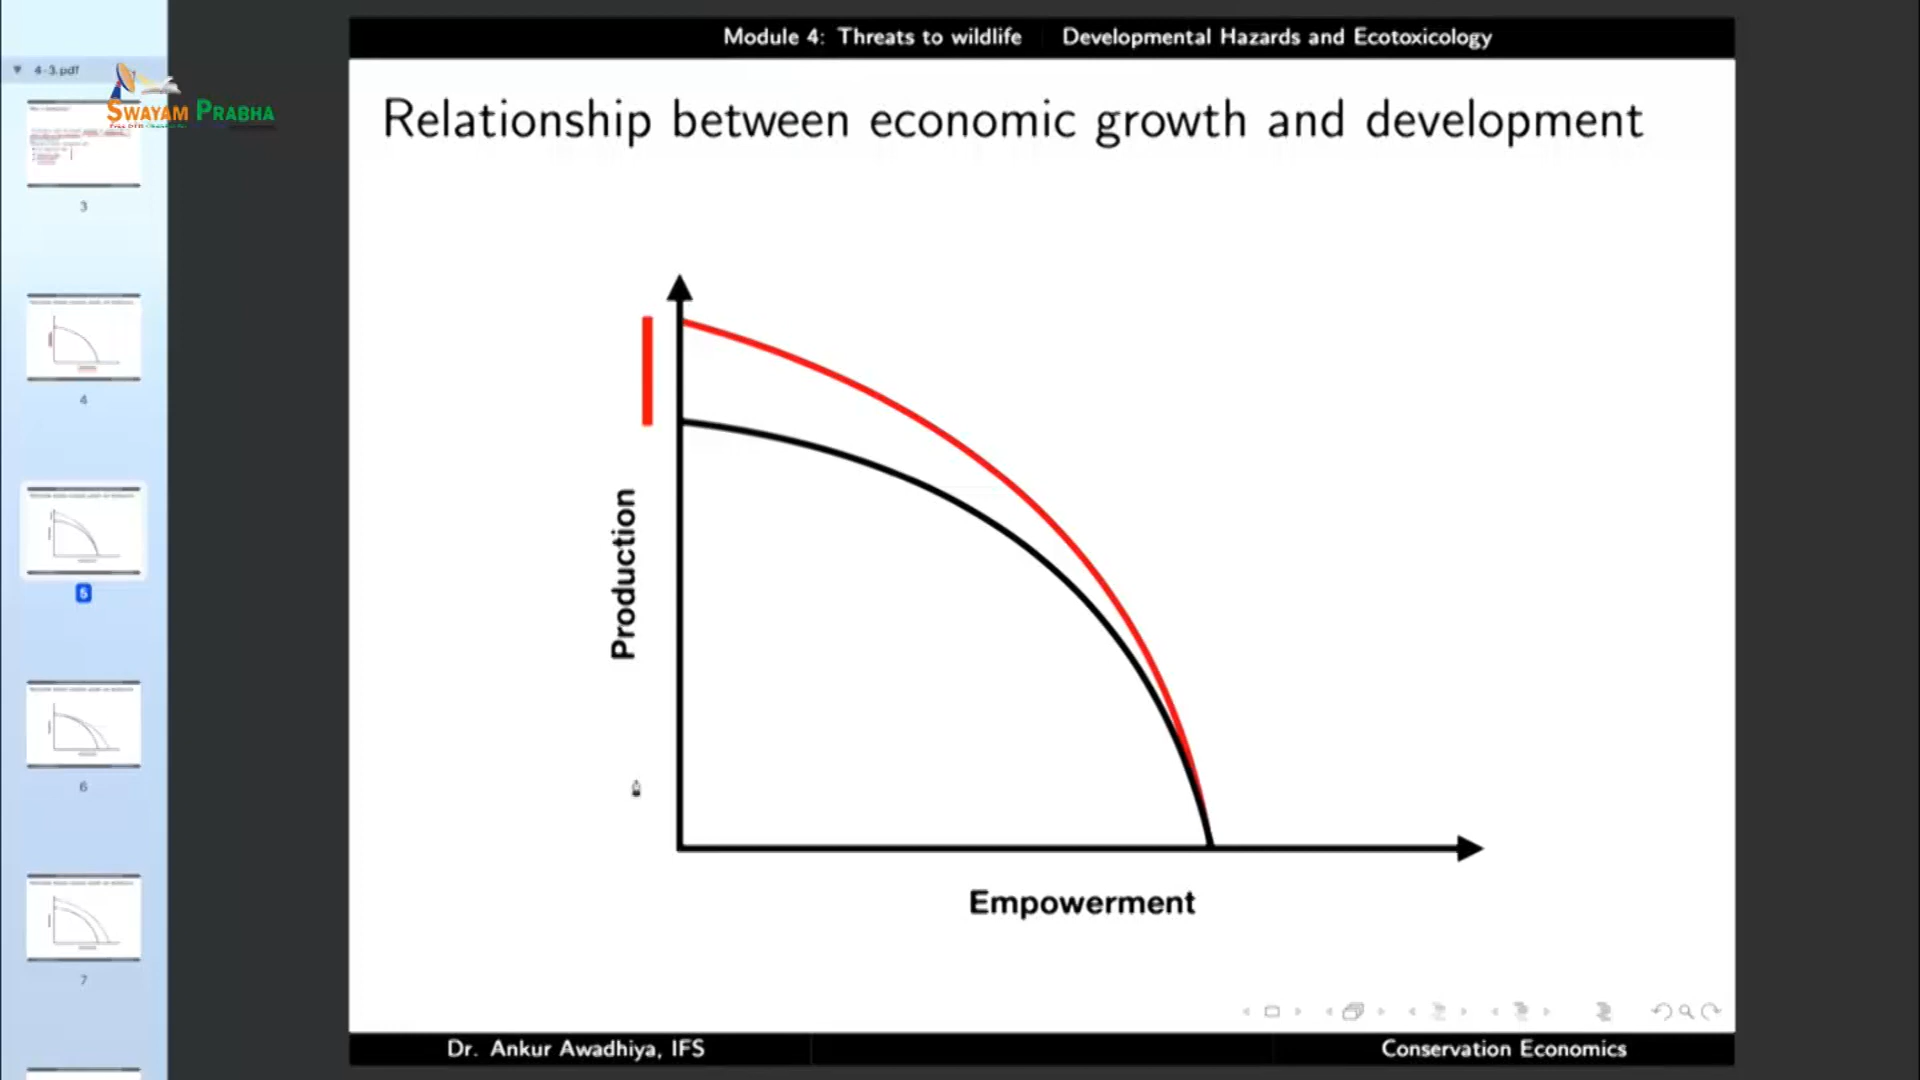 Module 4: Threats to wildlife Developmental Hazards and Ecotoxicology
4-3.pdf
SWAYAM PRABHA
Relationship between economic growth and development
3
4
5
6
7
Production
Empowerment
Dr. Ankur Awadhiya, IFS
Conservation Economics